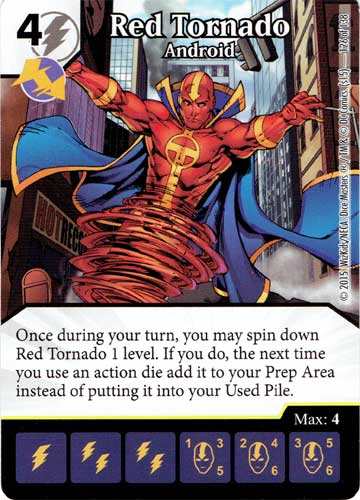 4
Red Tornado
Android
BOTREG
Once during your turn, you may spin down
Red Tornado 1 level. If you do, the next time
you use an action die add it to your Prep Area
instead of putting it into your Used Pile.
Max: 4
1 3 5
2 4 6
3 5 6